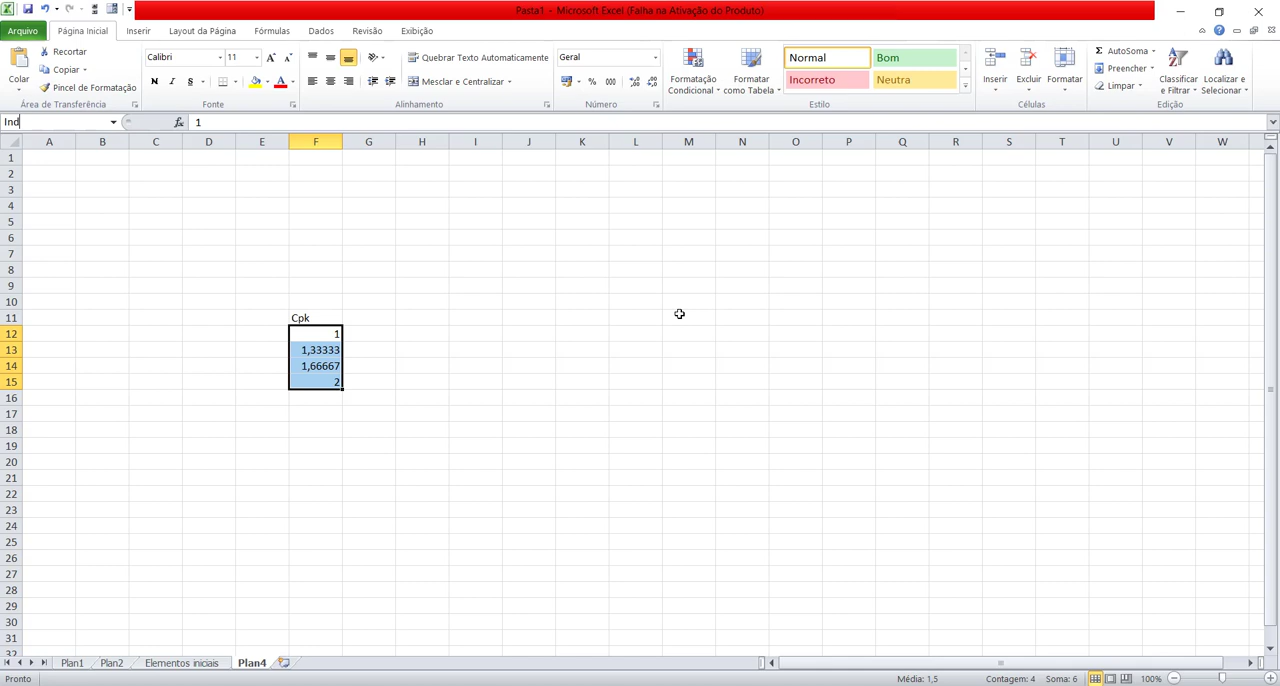 Pasta1 - Microsoft Excel (Falha na Ativação do Produto)
Arquivo Página Inicial Inserir Layout da Página Fórmulas Dados Revisão Exibição
Colar
Recortar
Copiar
Pincel de Formatação
Área de Transferência
Calibri 11
N I S
Fonte
Quebrar Texto Automaticamente
Mesclar e Centralizar
Alinhamento
Geral
% 000
Número
Formatação
Condicional
Formatar
como Tabela
Normal Bom
Incorreto Neutra
Estilo
Inserir Excluir Formatar
Células
Σ AutoSoma
Preencher
Limpar
Classificar
e Filtrar
Localizar e
Selecionar
Edição
Ind fx 1
A B C D E F G H I J K L M N O P Q R S T U V W
1
2
3
4
5
6
7
8
9
10
11 Cpk
12 1
13 1,33333
14 1,66667
15 2
16
17
18
19
20
21
22
23
24
25
26
27
28
29
30
31
32
Plan1 Plan2 Elementos iniciais Plan4
Pronto Média: 1,5 Contagem: 4 Soma: 6 100%